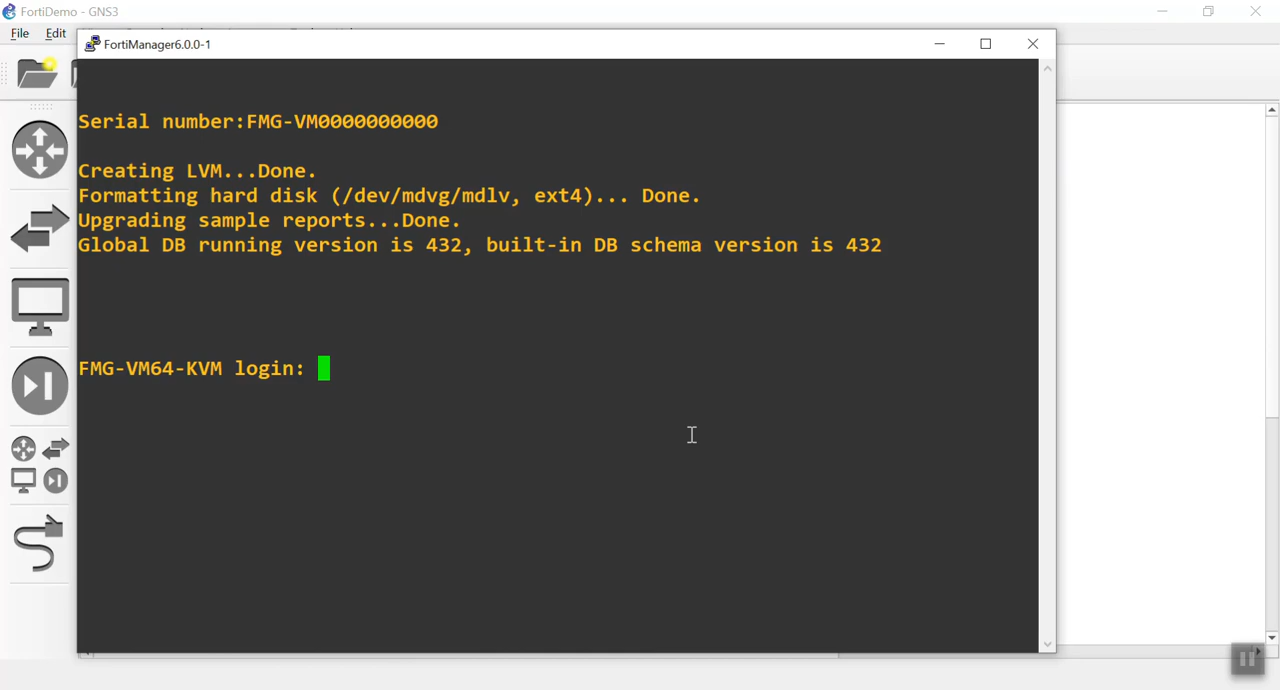 FortiDemo - GNS3
File Edit
FortiManager6.0.0-1
Serial number:FMG-VM0000000000
Creating LVM...Done.
Formatting hard disk (/dev/mdvg/mdlv, ext4)... Done.
Upgrading sample reports...Done.
Global DB running version is 432, built-in DB schema version is 432
FMG-VM64-KVM login: